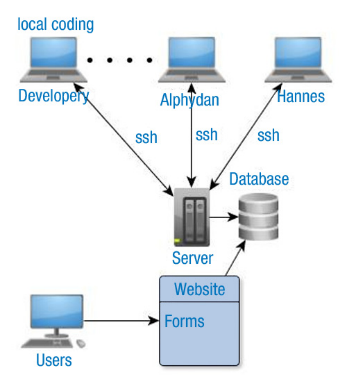 local coding
Developery
Alphydan
Hannes
ssh
ssh
ssh
Database
Server
Website
Forms
Users